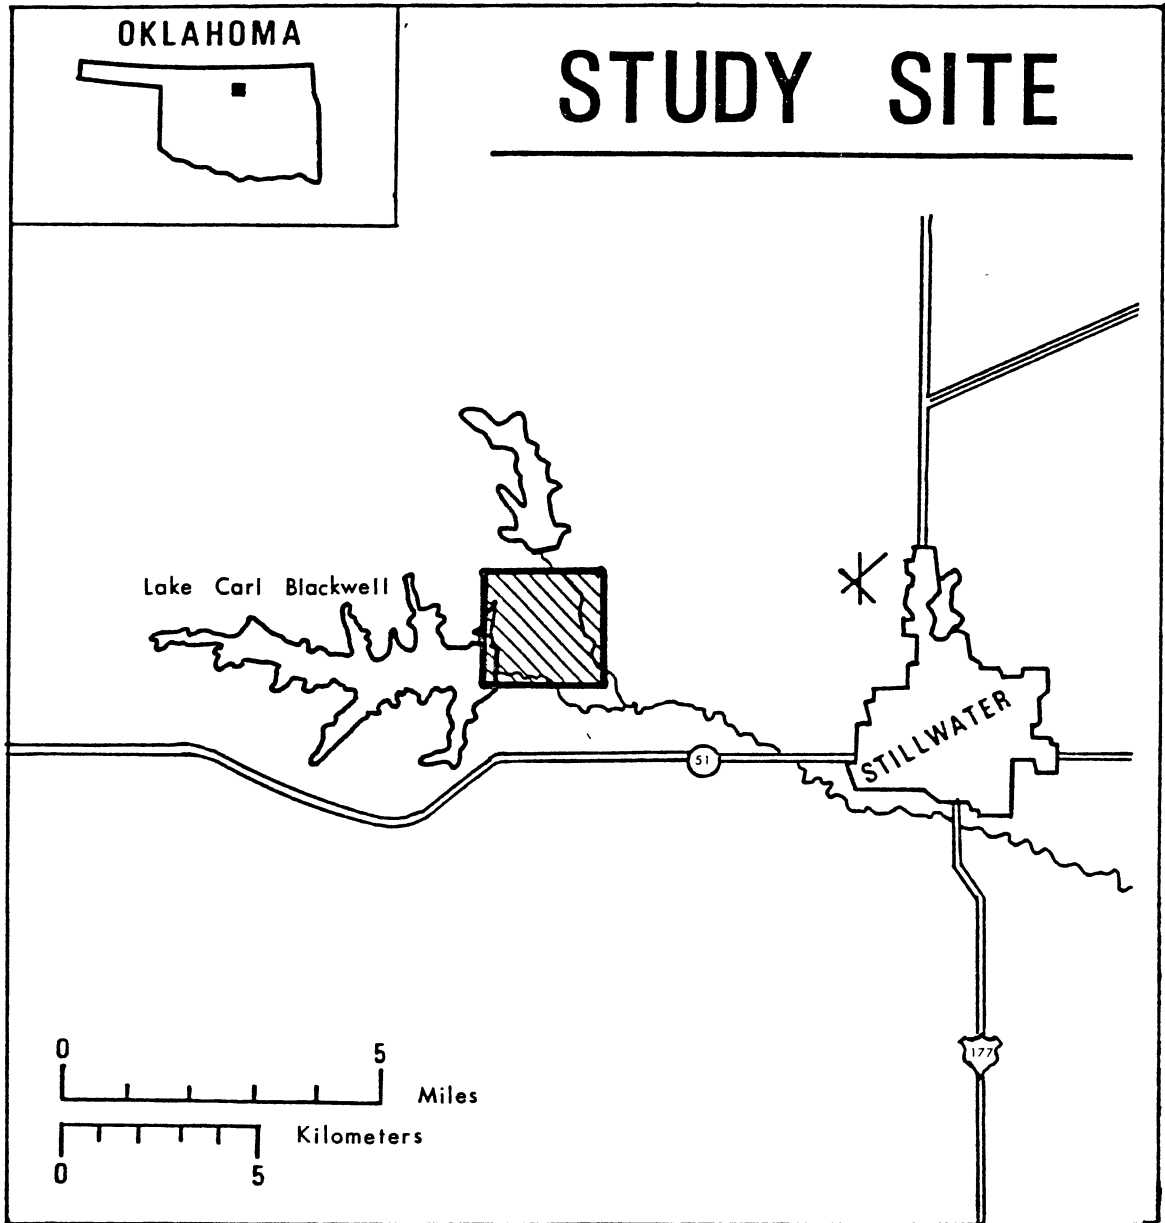 OKLAHOMA
STUDY SITE
Lake Carl Blackwell
STILLWATER
51
177
0 5
Miles
Kilometers
0 5